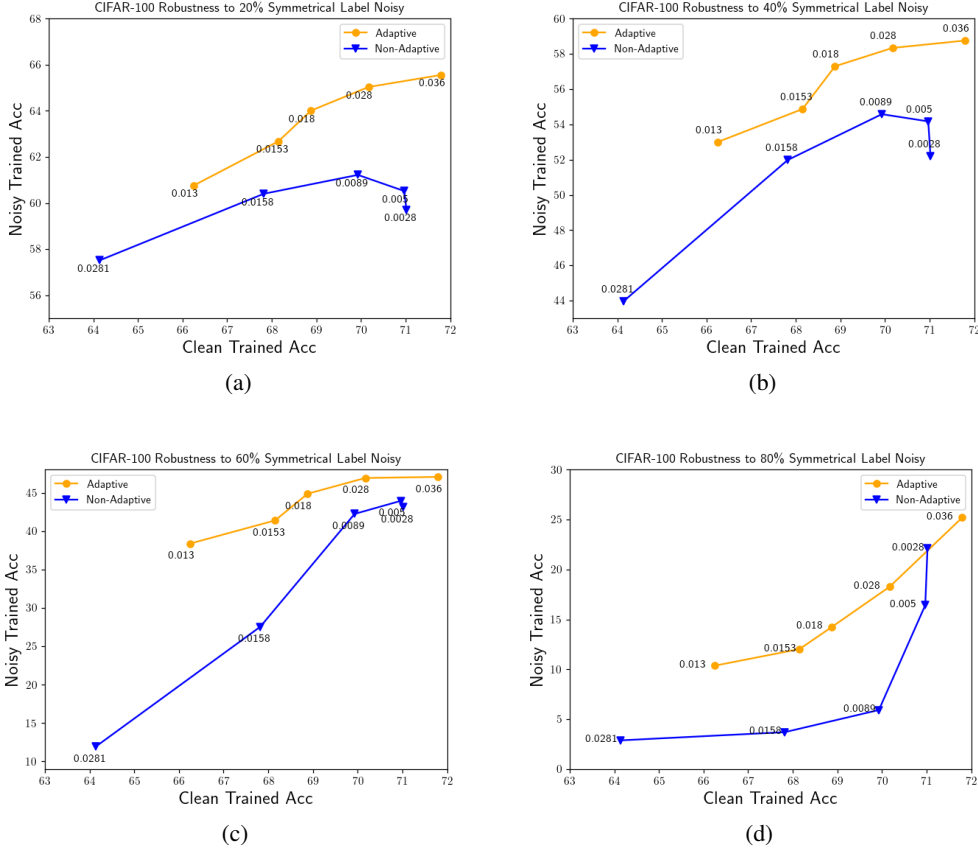 CIFAR-100 Robustness to 20% Symmetrical Label Noisy
68
66
64
62
60
58
56
Noisy Trained Acc
Adaptive
Non-Adaptive
0.036
0.028
0.018
0.0153
0.013
0.0158
0.0089
0.005
0.0028
0.0281
63 64 65 66 67 68 69 70 71 72
Clean Trained Acc
(a)
CIFAR-100 Robustness to 40% Symmetrical Label Noisy
60
58
56
54
52
50
48
46
44
Noisy Trained Acc
Adaptive
Non-Adaptive
0.036
0.028
0.018
0.0153
0.0089
0.005
0.013
0.0158
0.0028
0.0281
63 64 65 66 67 68 69 70 71 72
Clean Trained Acc
(b)
CIFAR-100 Robustness to 60% Symmetrical Label Noisy
45
40
35
30
25
20
15
10
Noisy Trained Acc
Adaptive
Non-Adaptive
0.036
0.028
0.018
0.005
0.0028
0.0089
0.0153
0.013
0.0158
0.0281
63 64 65 66 67 68 69 70 71 72
Clean Trained Acc
(c)
CIFAR-100 Robustness to 80% Symmetrical Label Noisy
30
25
20
15
10
5
0
Noisy Trained Acc
Adaptive
Non-Adaptive
0.036
0.0028
0.028
0.005
0.018
0.0153
0.013
0.0089
0.0158
0.0281
63 64 65 66 67 68 69 70 71 72
Clean Trained Acc
(d)